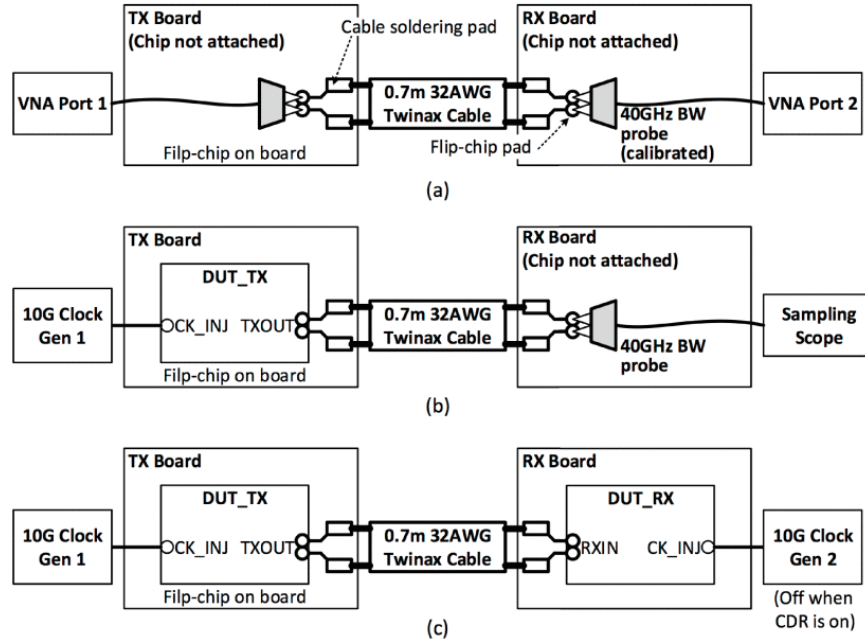 TX Board
(Chip not attached)
Cable soldering pad
RX Board
(Chip not attached)
VNA Port 1
0.7m 32AWG
Twinax Cable
VNA Port 2
40GHz BW
probe
(calibrated)
Filp-chip on board
Flip-chip pad
(a)
TX Board
RX Board
(Chip not attached)
DUT_TX
10G Clock
Gen 1
CK_INJ TXOUT
0.7m 32AWG
Twinax Cable
Sampling
Scope
40GHz BW
probe
Filp-chip on board
(b)
TX Board
RX Board
DUT_TX
DUT_RX
10G Clock
Gen 1
CK_INJ TXOUT
0.7m 32AWG
Twinax Cable
RXIN CK_INJ
10G Clock
Gen 2
Filp-chip on board
(Off when
CDR is on)
(c)